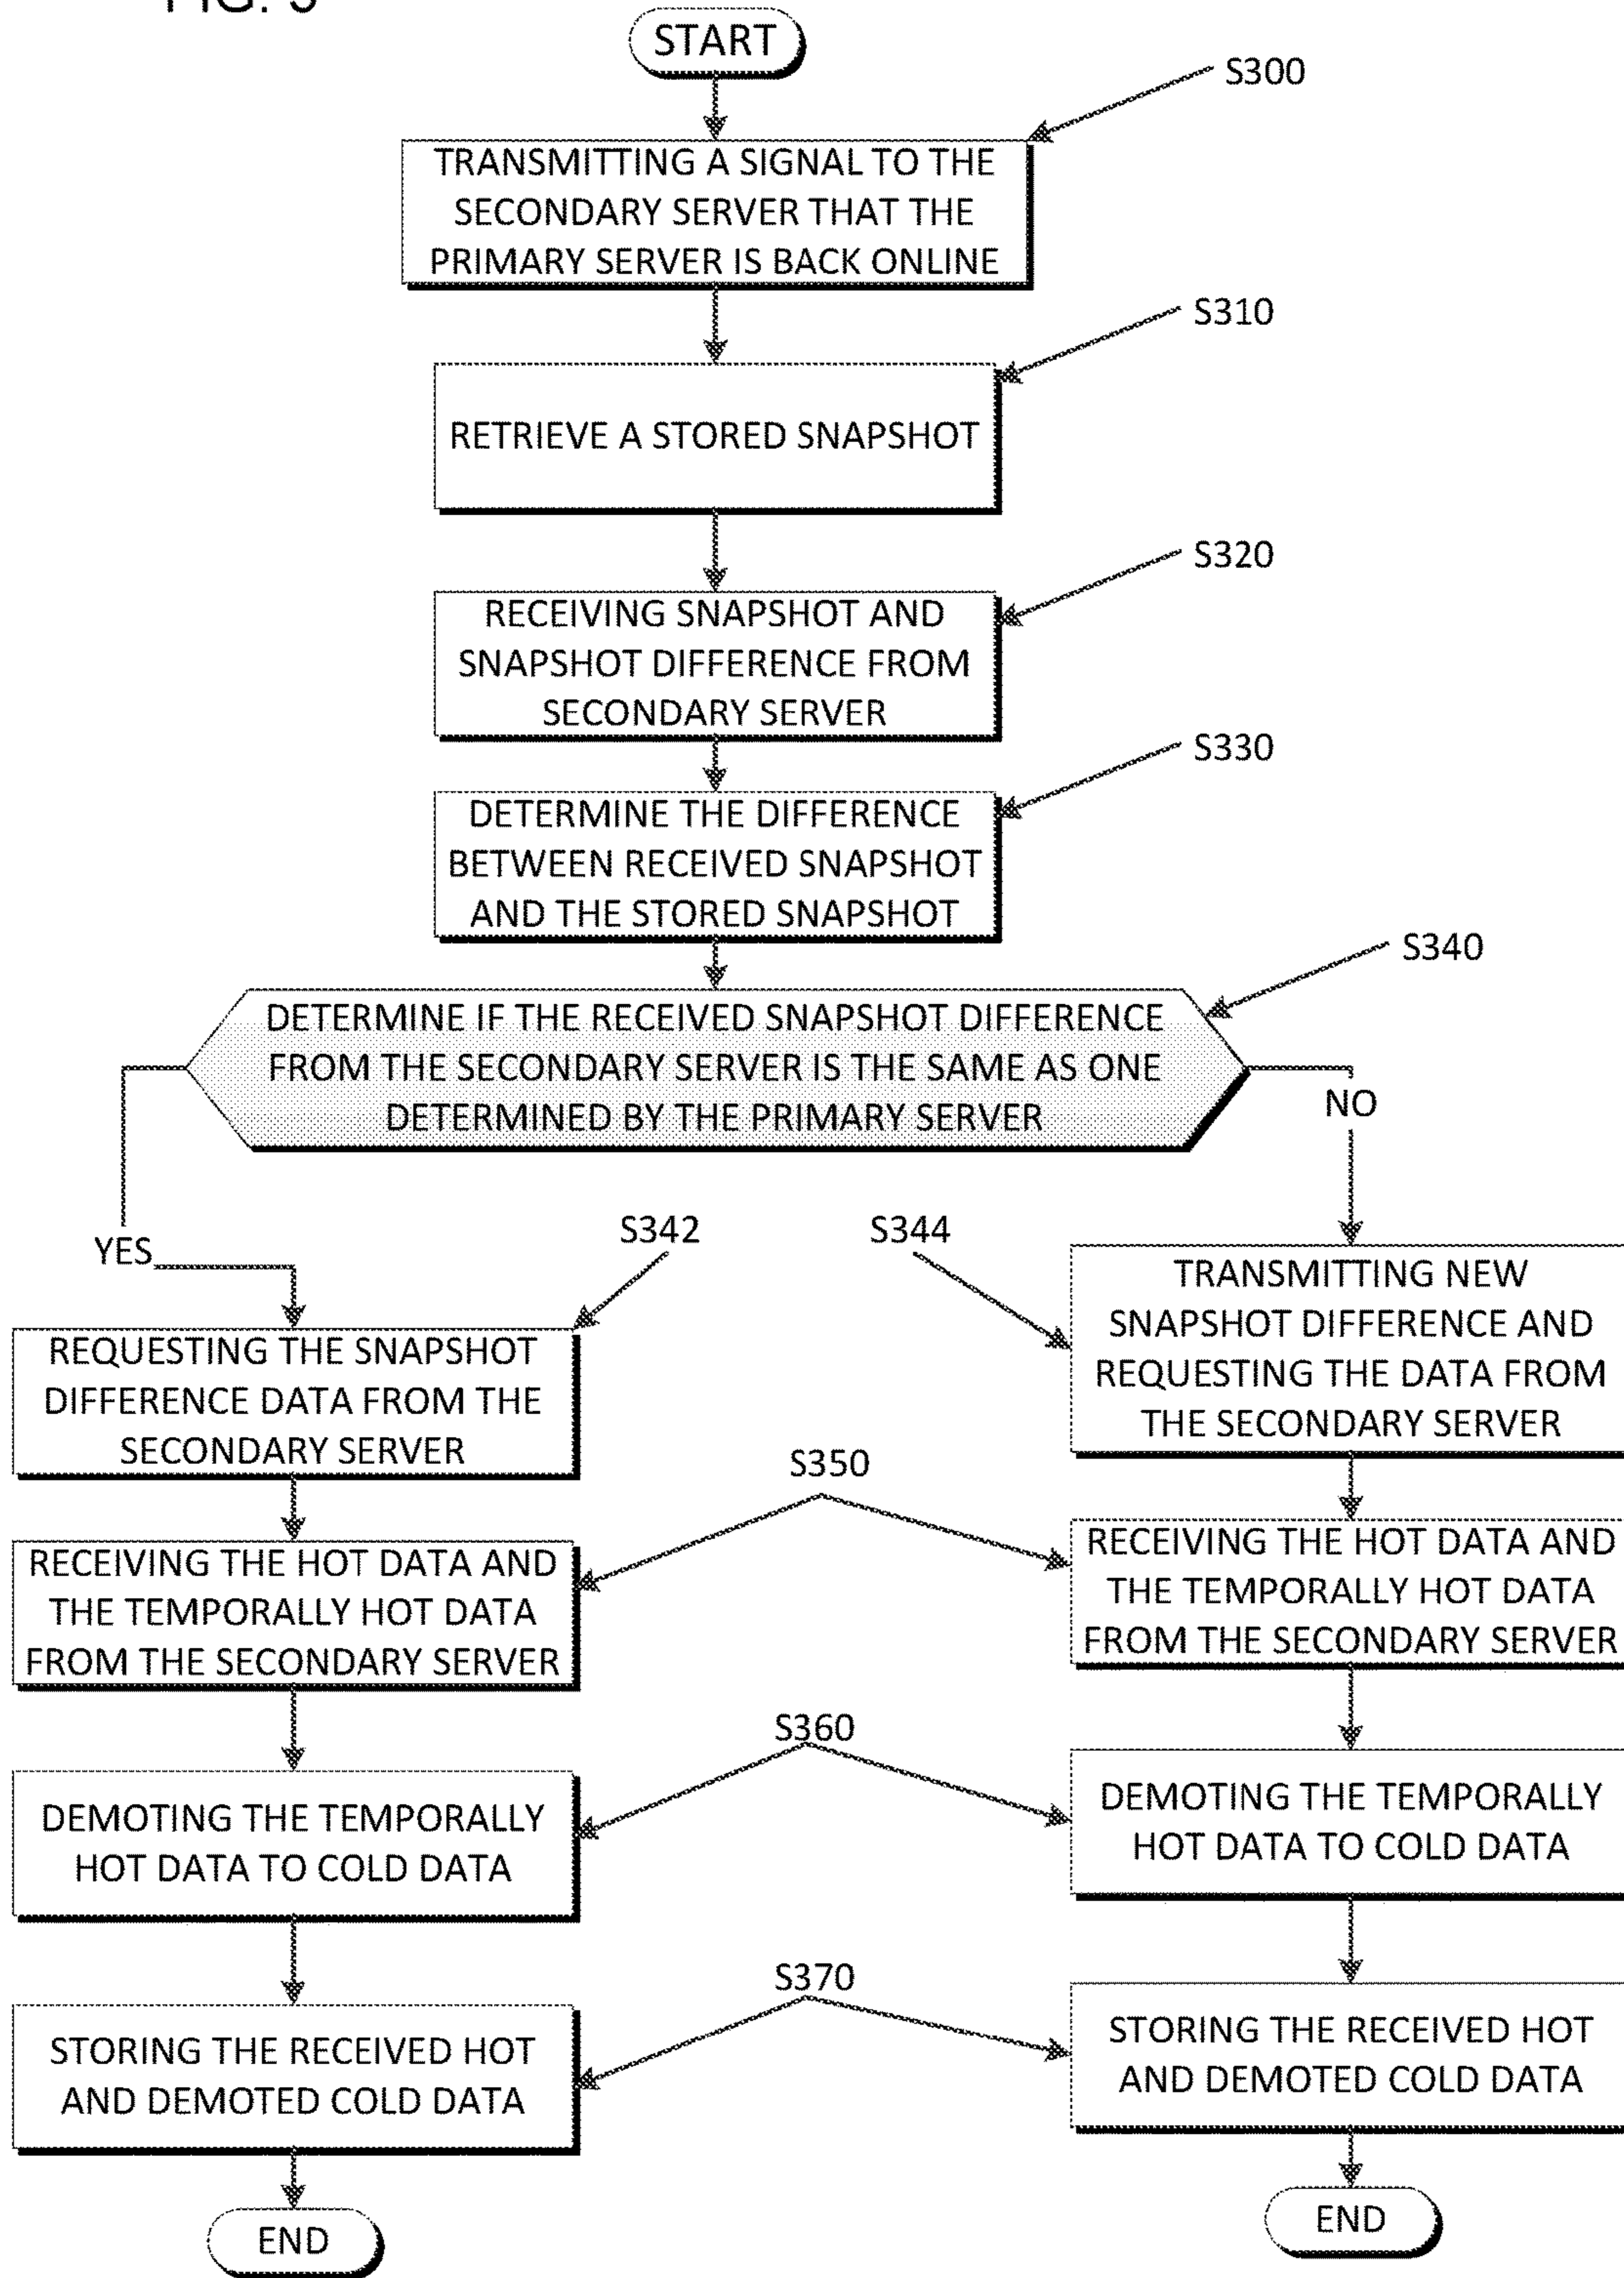 START
S300
TRANSMITTING A SIGNAL TO THE
SECONDARY SERVER THAT THE
PRIMARY SERVER IS BACK ONLINE
S310
RETRIEVE A STORED SNAPSHOT
S320
RECEIVING SNAPSHOT AND
SNAPSHOT DIFFERENCE FROM
SECONDARY SERVER
S330
DETERMINE THE DIFFERENCE
BETWEEN RECEIVED SNAPSHOT
AND THE STORED SNAPSHOT
S340
DETERMINE IF THE RECEIVED SNAPSHOT DIFFERENCE
FROM THE SECONDARY SERVER IS THE SAME AS ONE
DETERMINED BY THE PRIMARY SERVER
NO
YES
S342
S344
REQUESTING THE SNAPSHOT
DIFFERENCE DATA FROM THE
SECONDARY SERVER
TRANSMITTING NEW
SNAPSHOT DIFFERENCE AND
REQUESTING THE DATA FROM
THE SECONDARY SERVER
S350
RECEIVING THE HOT DATA AND
THE TEMPORALLY HOT DATA
FROM THE SECONDARY SERVER
RECEIVING THE HOT DATA AND
THE TEMPORALLY HOT DATA
FROM THE SECONDARY SERVER
S360
DEMOTING THE TEMPORALLY
HOT DATA TO COLD DATA
DEMOTING THE TEMPORALLY
HOT DATA TO COLD DATA
S370
STORING THE RECEIVED HOT
AND DEMOTED COLD DATA
STORING THE RECEIVED HOT
AND DEMOTED COLD DATA
END
END